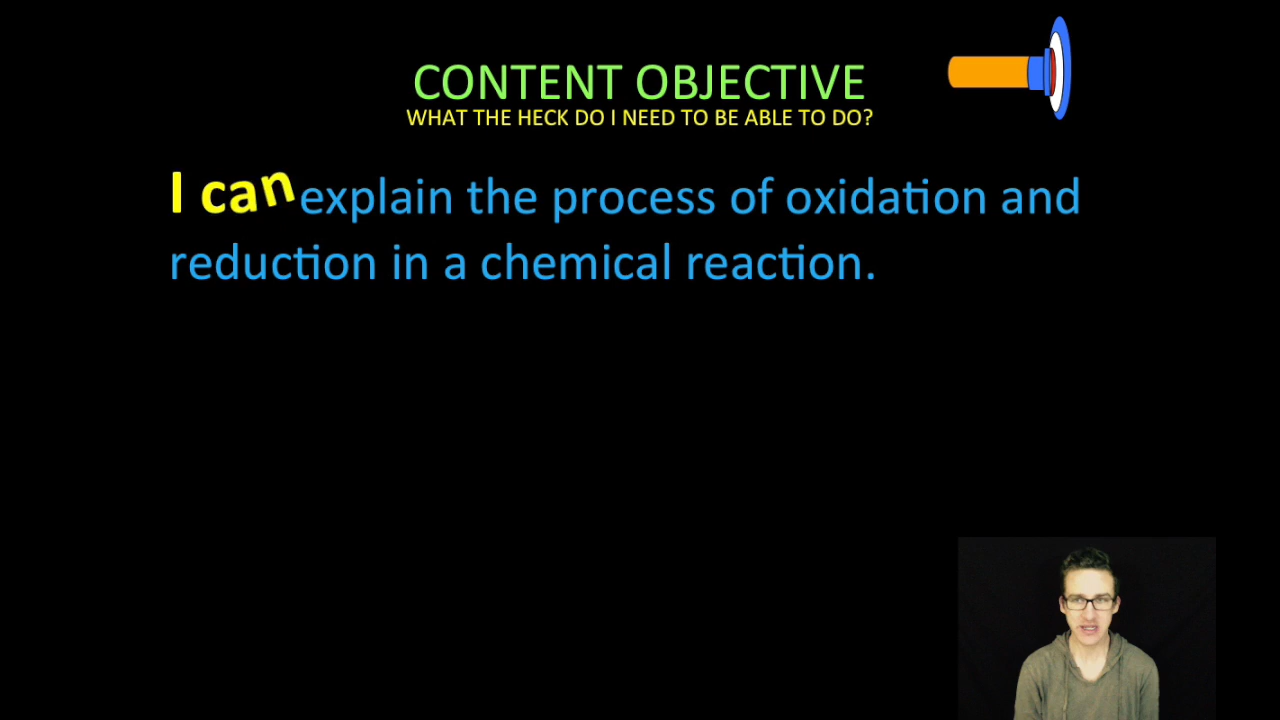 CONTENT OBJECTIVE
WHAT THE HECK DO I NEED TO BE ABLE TO DO?
I can explain the process of oxidation and
reduction in a chemical reaction.